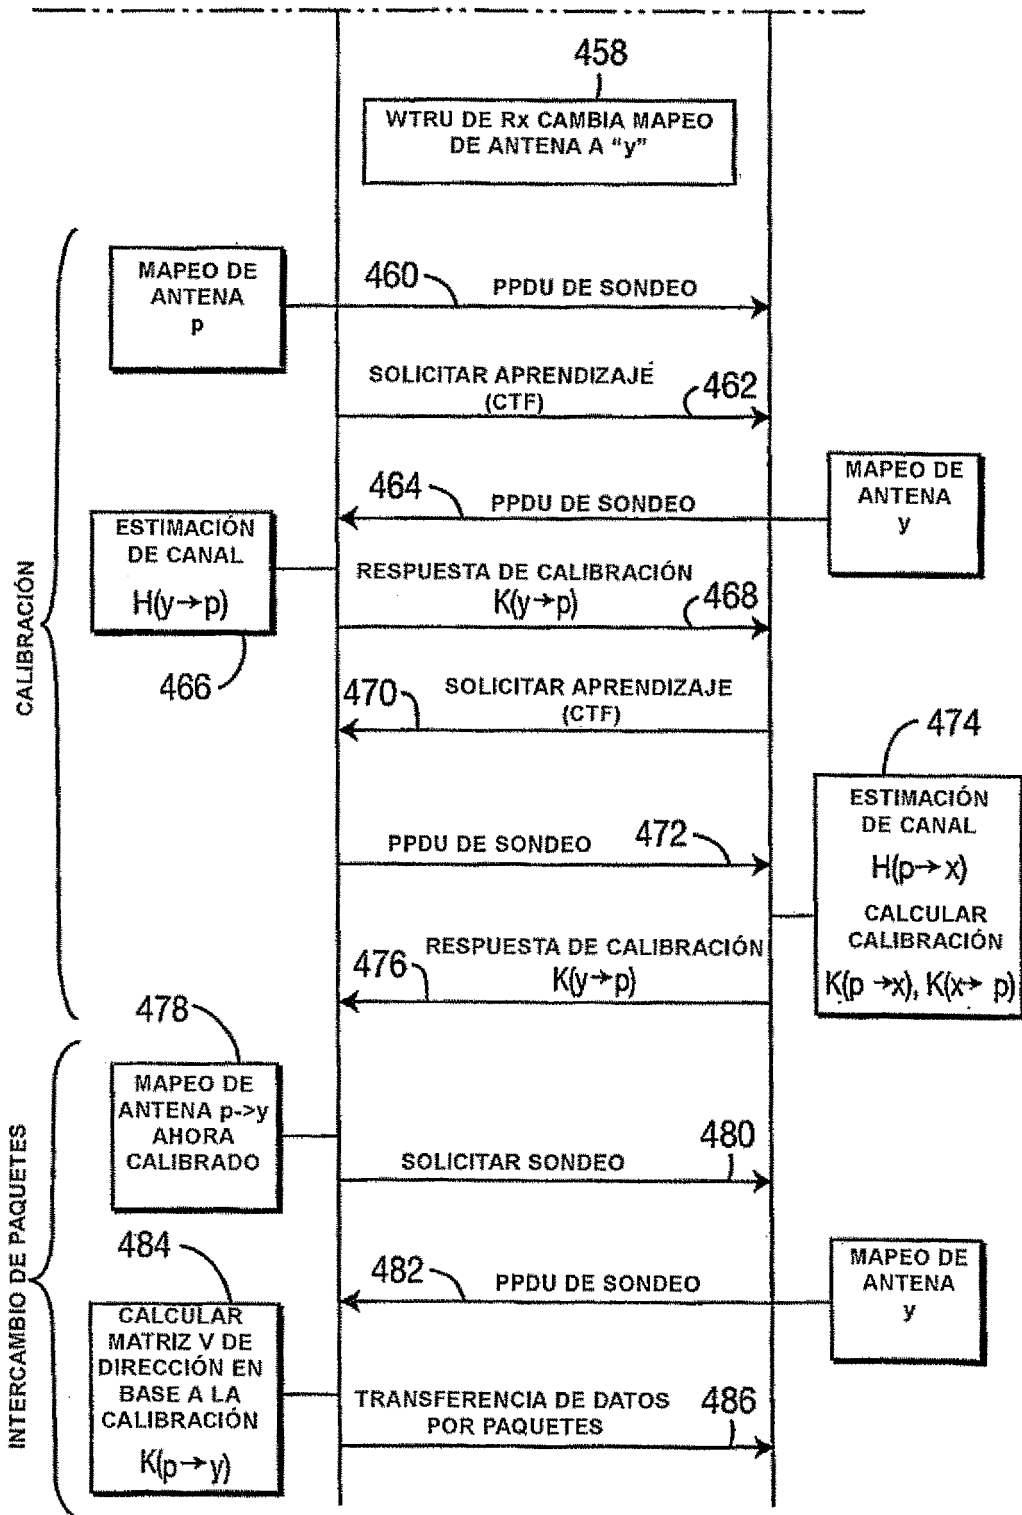 458
WTRU DE Rx CAMBIA MAPEO
DE ANTENA A “y”
CALIBRACIÓN
MAPEO DE
ANTENA
p
460
PPDU DE SONDEO
SOLICITAR APRENDIZAJE
(CTF)
462
464
PPDU DE SONDEO
MAPEO DE
ANTENA
y
ESTIMACIÓN
DE CANAL
H(y→p)
466
RESPUESTA DE CALIBRACIÓN
K(y→p)
468
470
SOLICITAR APRENDIZAJE
(CTF)
474
ESTIMACIÓN
DE CANAL
H(p→x)
CALCULAR
CALIBRACIÓN
K(p→x), K(x→p)
PPDU DE SONDEO
472
RESPUESTA DE CALIBRACIÓN
476
K(y→p)
INTERCAMBIO DE PAQUETES
478
MAPEO DE
ANTENA p->y
AHORA
CALIBRADO
480
SOLICITAR SONDEO
482
PPDU DE SONDEO
MAPEO DE
ANTENA
y
484
CALCULAR
MATRIZ V DE
DIRECCIÓN EN
BASE A LA
CALIBRACIÓN
K(p→y)
TRANSFERENCIA DE DATOS
POR PAQUETES
486